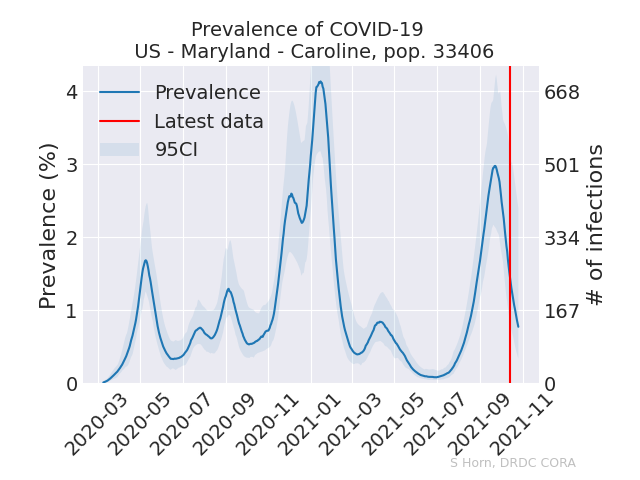 Prevalence of COVID-19
US - Maryland - Caroline, pop. 33406
Prevalence
Latest data
95CI
Prevalence (%)
4
3
2
1
0
668
501
334
167
0
# of infections
2020-03
2020-05
2020-07
2020-09
2020-11
2021-01
2021-03
2021-05
2021-07
2021-09
2021-11
S Horn, DRDC CORA